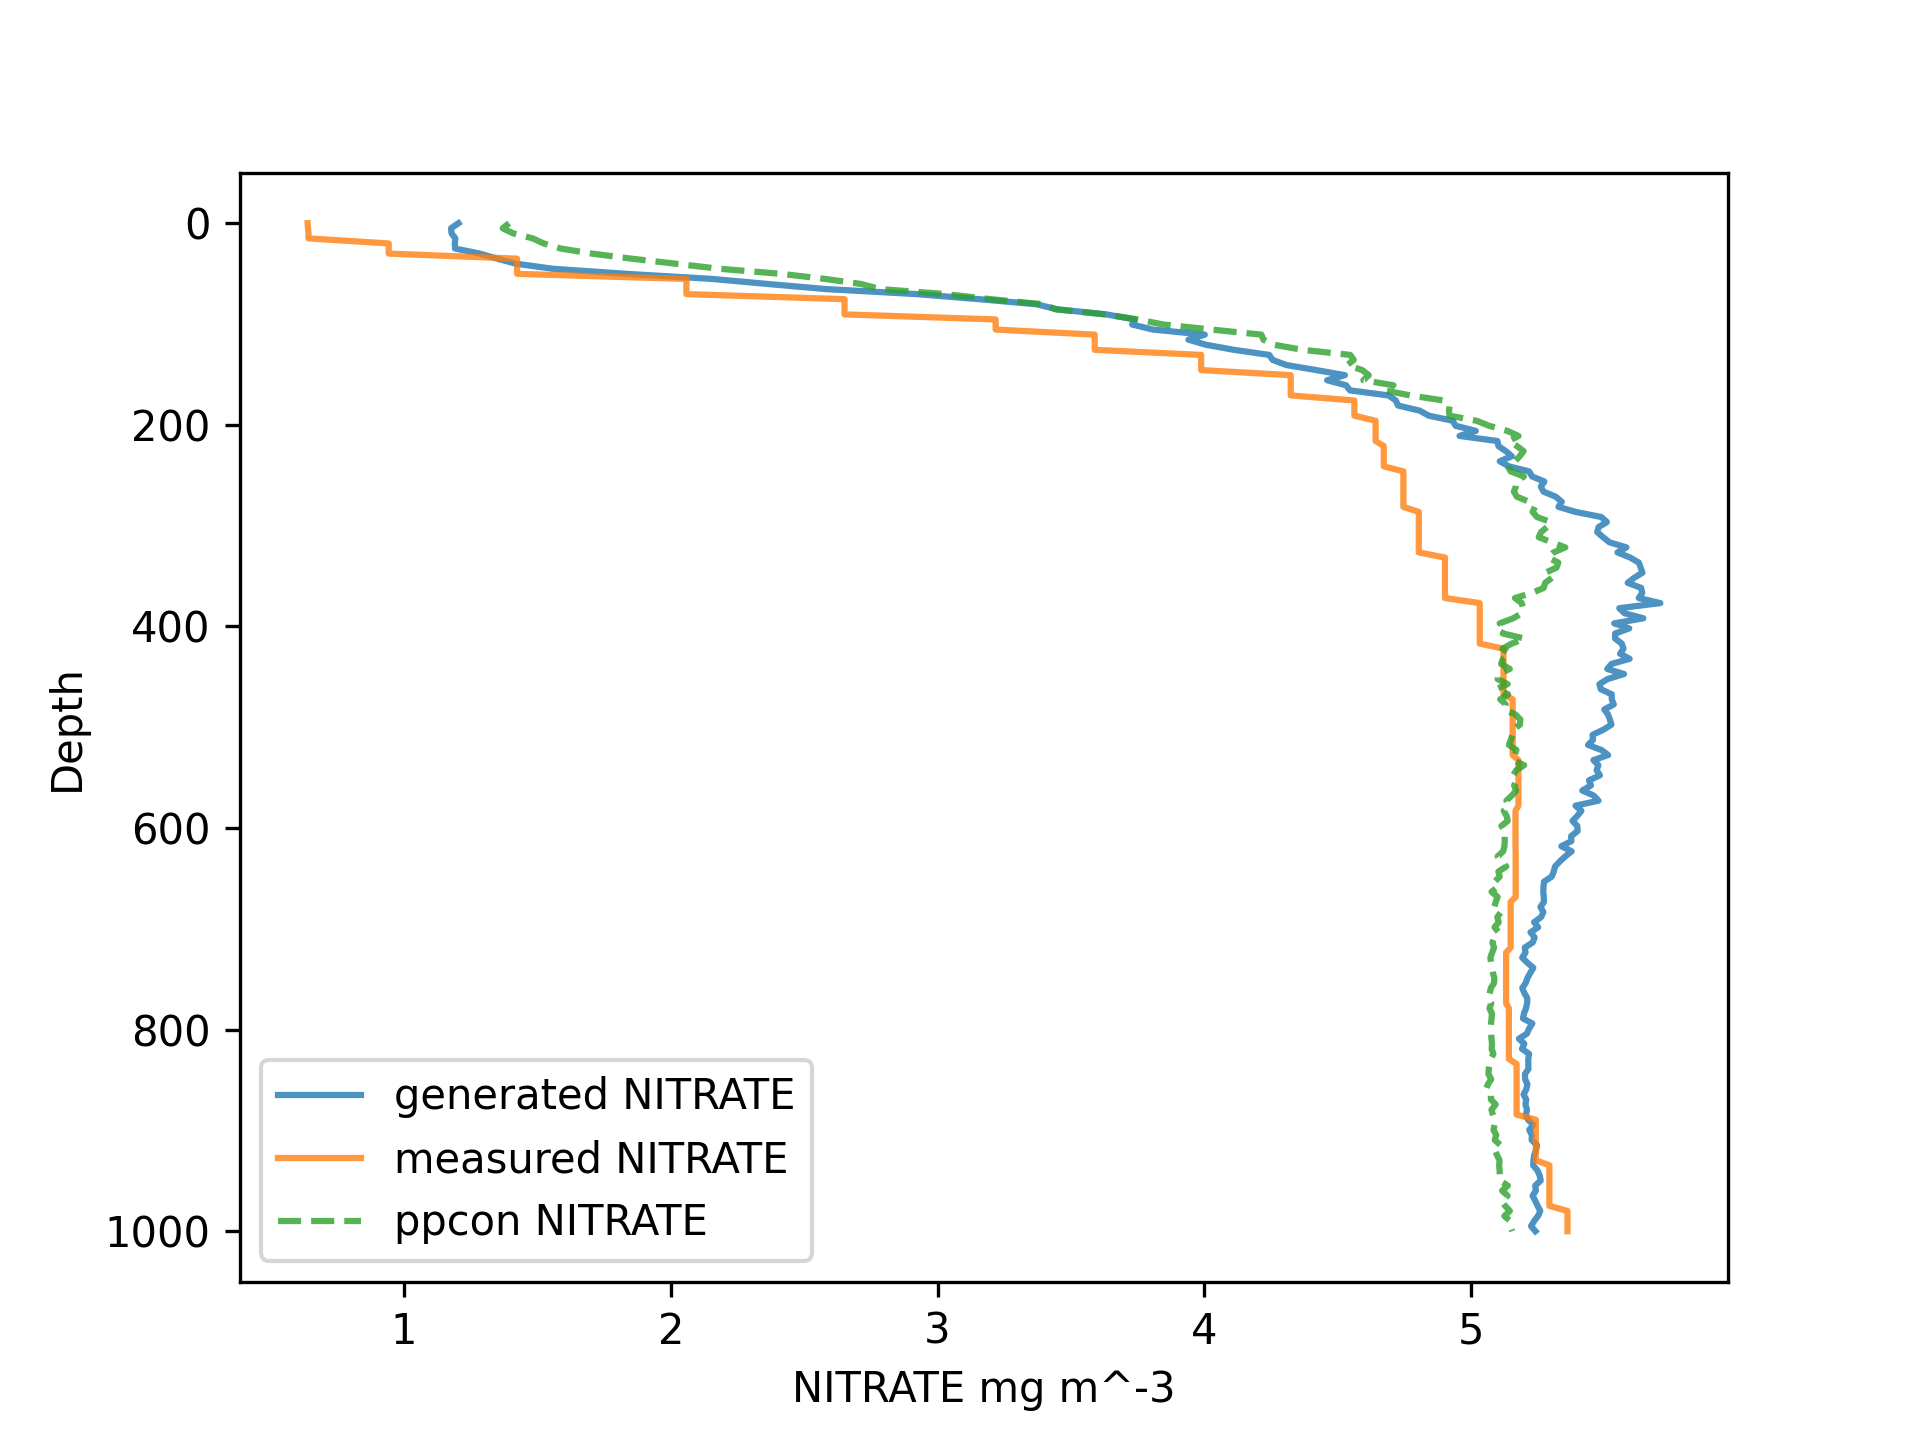 0
200
400
600
800
1000
Depth
generated NITRATE
measured NITRATE
ppcon NITRATE
1 2 3 4 5
NITRATE mg m^-3